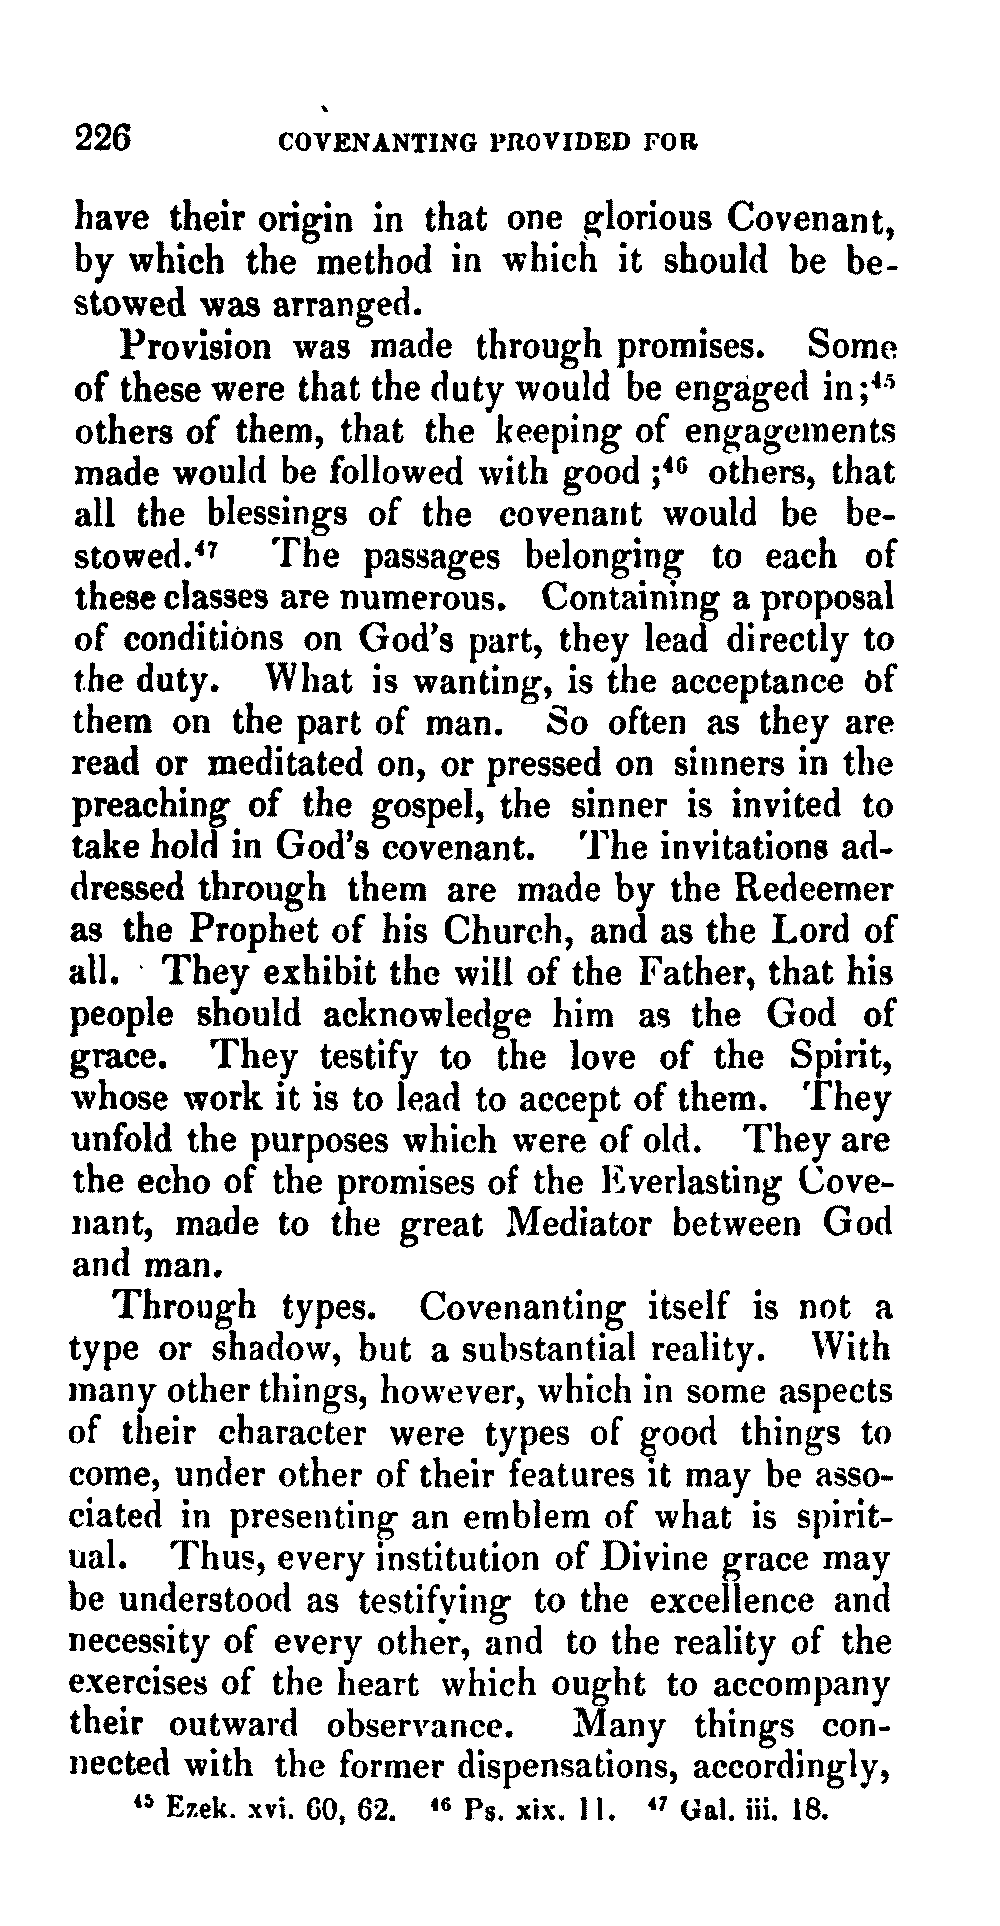 226 COVENANTING PROVIDED FOR
have their origin in that one glorious Covenant,
by which the method in which it should be be-
stowed was arranged.
Provision was made through promises. Some
of these were that the duty would be engaged in;⁴⁵
others of them, that the keeping of engagements
made would be followed with good ;⁴⁶ others, that
all the blessings of the covenant would be be-
stowed.⁴⁷ The passages belonging to each of
these classes are numerous. Containing a proposal
of conditions on God's part, they lead directly to
the duty. What is wanting, is the acceptance of
them on the part of man. So often as they are
read or meditated on, or pressed on sinners in the
preaching of the gospel, the sinner is invited to
take hold in God's covenant. The invitations ad-
dressed through them are made by the Redeemer
as the Prophet of his Church, and as the Lord of
all. They exhibit the will of the Father, that his
people should acknowledge him as the God of
grace. They testify to the love of the Spirit,
whose work it is to lead to accept of them. They
unfold the purposes which were of old. They are
the echo of the promises of the Everlasting Cove-
nant, made to the great Mediator between God
and man.
Through types. Covenanting itself is not a
type or shadow, but a substantial reality. With
many other things, however, which in some aspects
of their character were types of good things to
come, under other of their features it may be asso-
ciated in presenting an emblem of what is spirit-
ual. Thus, every institution of Divine grace may
be understood as testifying to the excellence and
necessity of every other, and to the reality of the
exercises of the heart which ought to accompany
their outward observance. Many things con-
nected with the former dispensations, accordingly,
⁴⁵ Ezek. xvi. 60, 62. ⁴⁶ Ps. xix. 11. ⁴⁷ Gal. iii. 18.